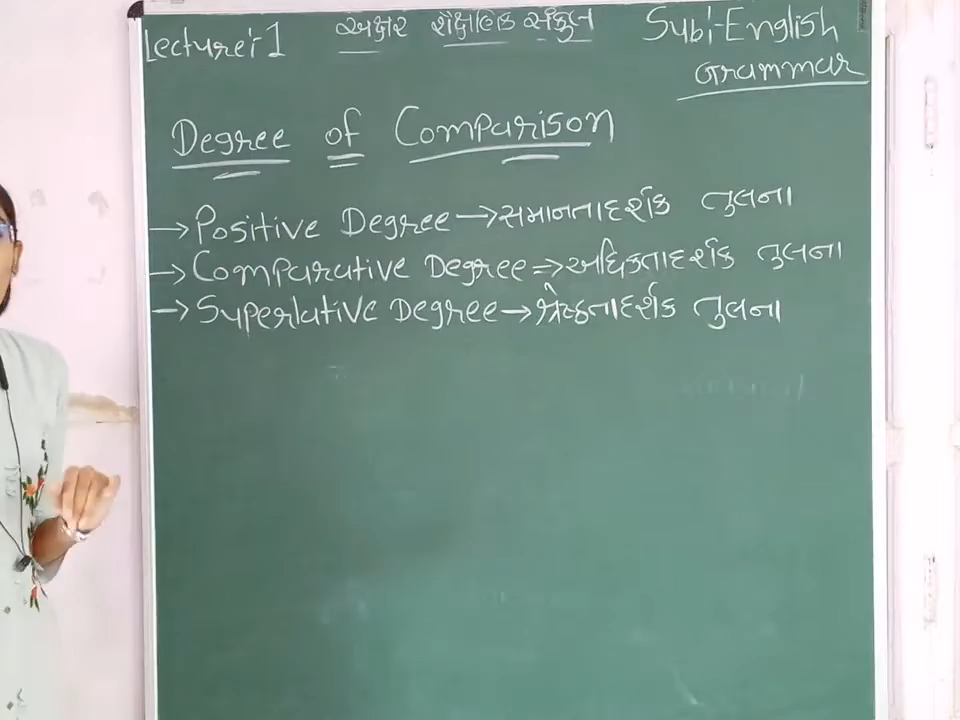 Lecture:-1 અક્ષર શૈક્ષણિક સંકુલ Sub:-English
Grammar
Degree of Comparison
→Positive Degree→સમાનતાદર્શક તુલના
→Comparative Degree⇒અધિકતાદર્શક તુલના
→Superlative Degree→શ્રેષ્ઠતાદર્શક તુલના